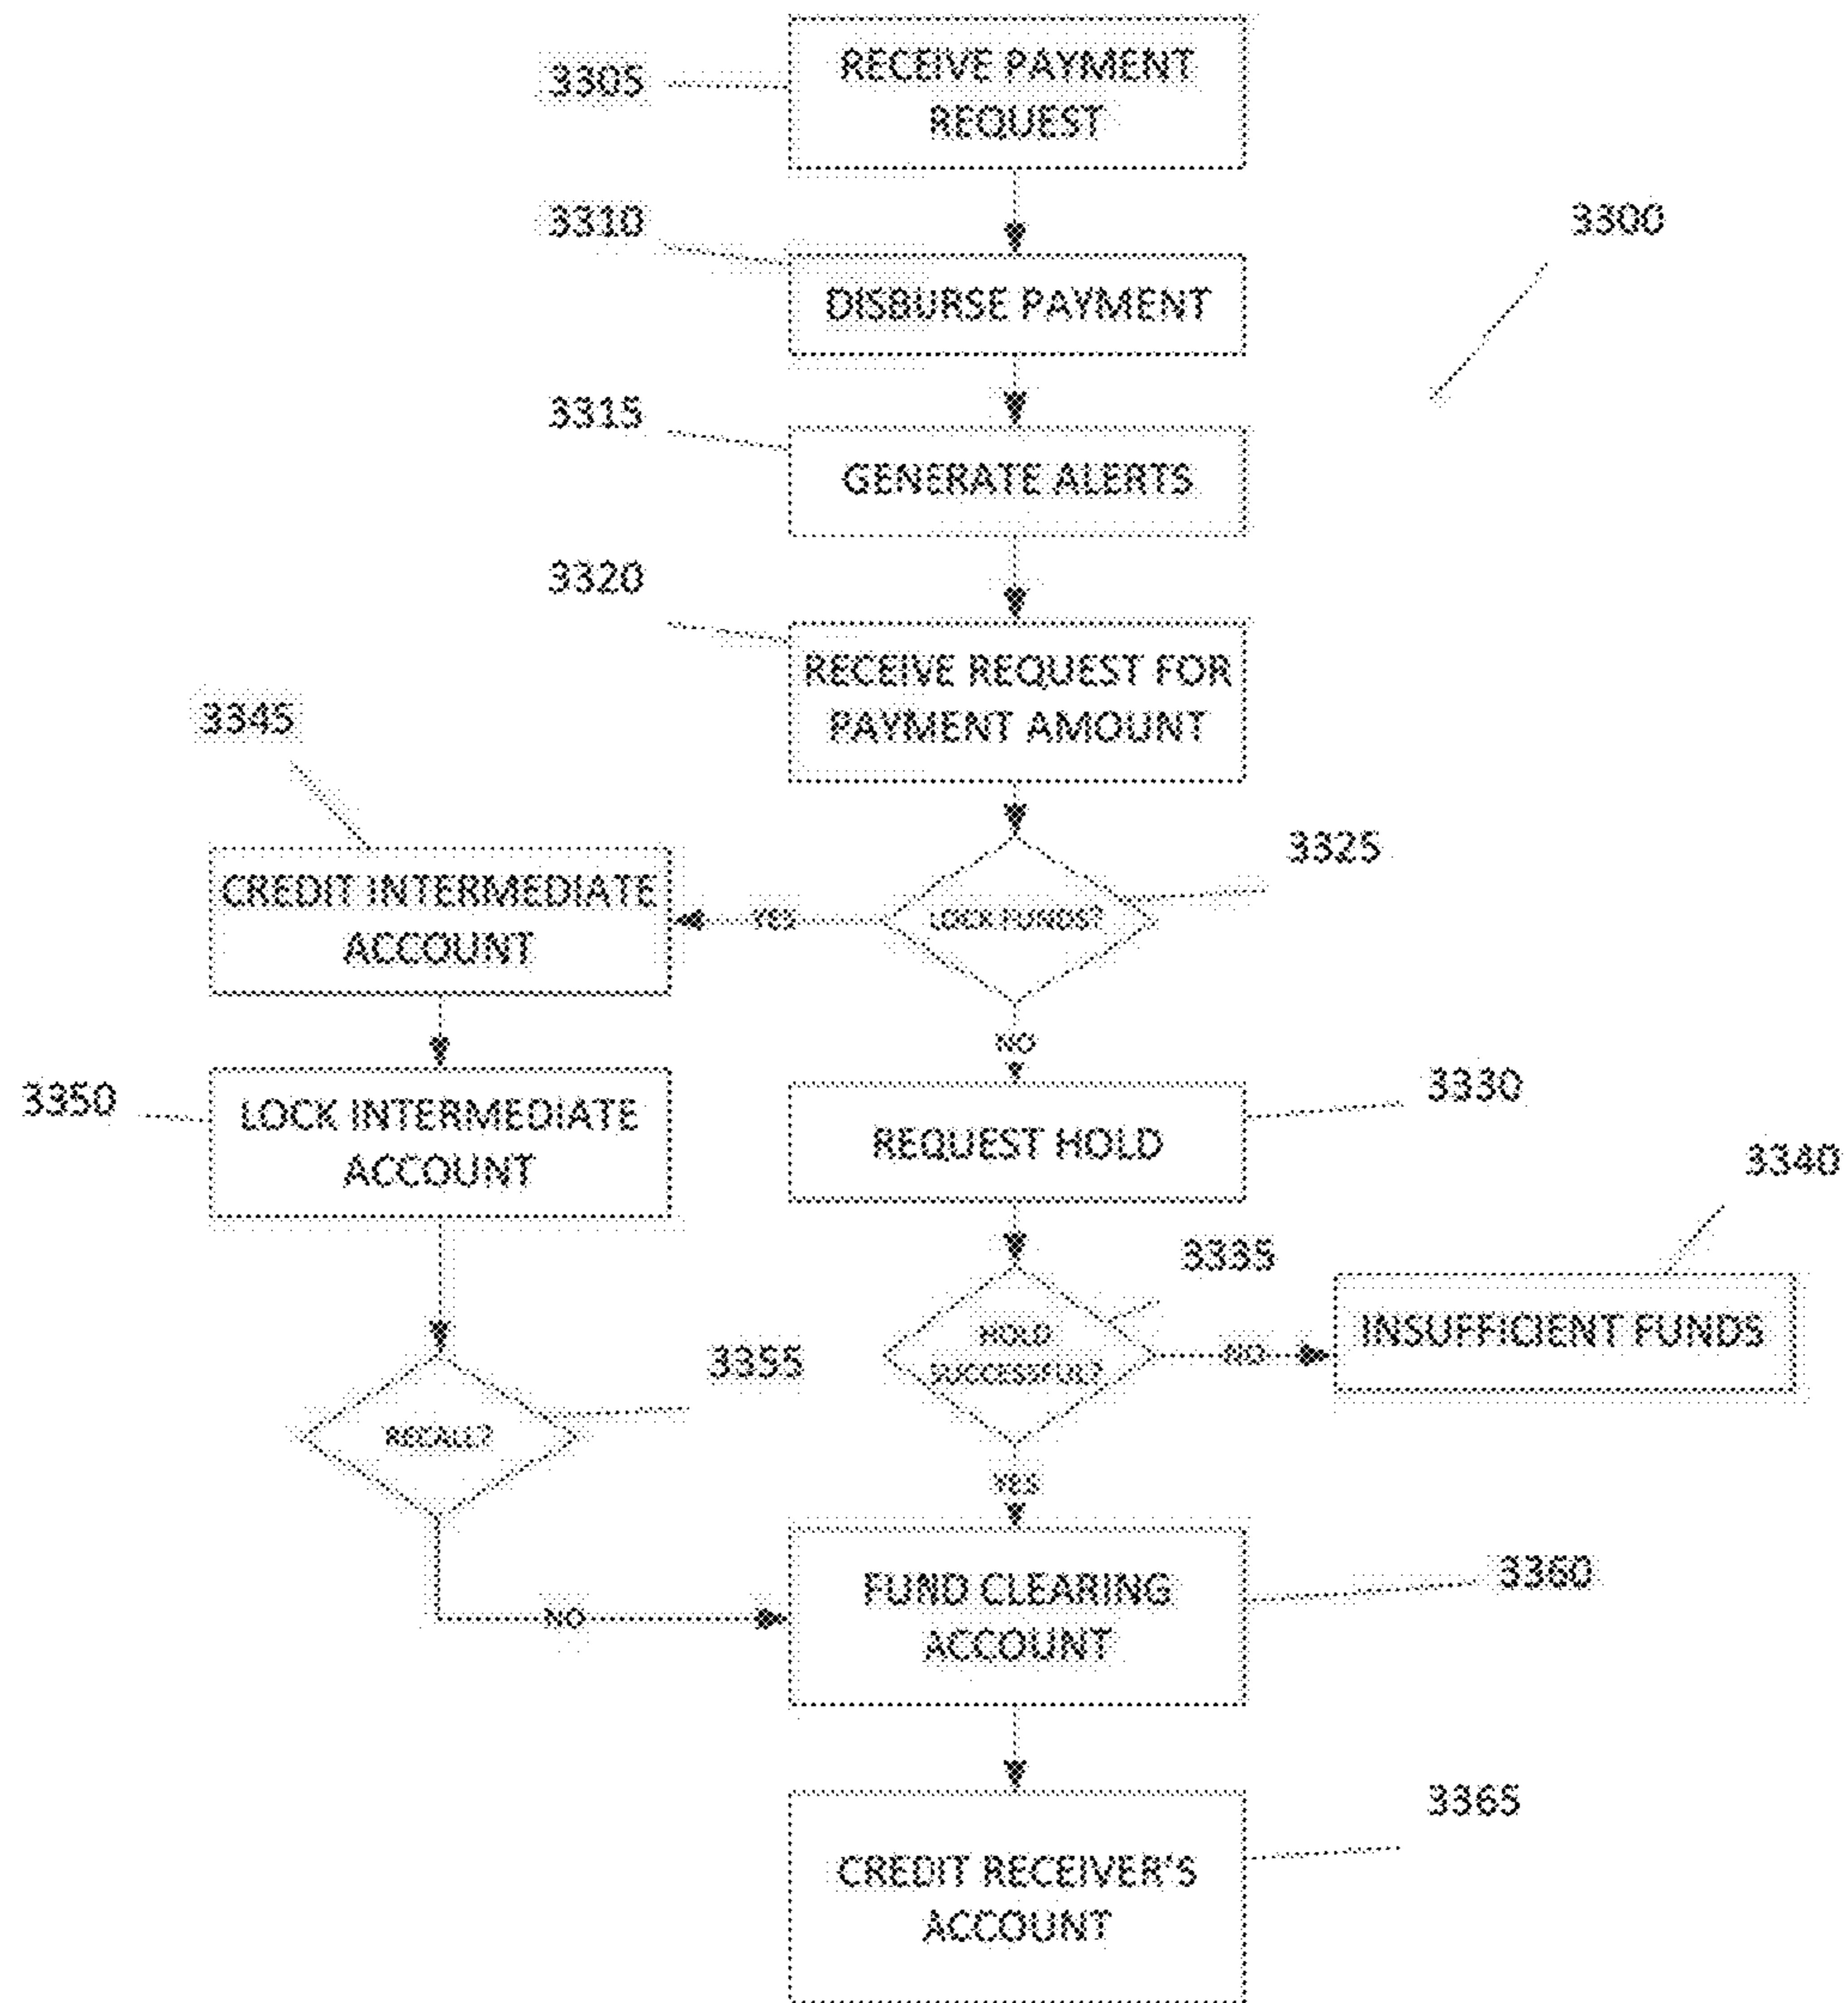 3305
RECEIVE PAYMENT
REQUEST
3310
3300
DISBURSE PAYMENT
3315
GENERATE ALERTS
3320
RECEIVE REQUEST FOR
PAYMENT AMOUNT
3345
3325
CREDIT INTERMEDIATE
ACCOUNT
YES
LOCK FUNDS?
NO
3350
LOCK INTERMEDIATE
ACCOUNT
3330
REQUEST HOLD
3340
3335
HOLD
SUCCESSFUL?
NO
INSUFFICIENT FUNDS
3355
RECALL?
YES
NO
FUND CLEARING
ACCOUNT
3360
3365
CREDIT RECEIVER'S
ACCOUNT